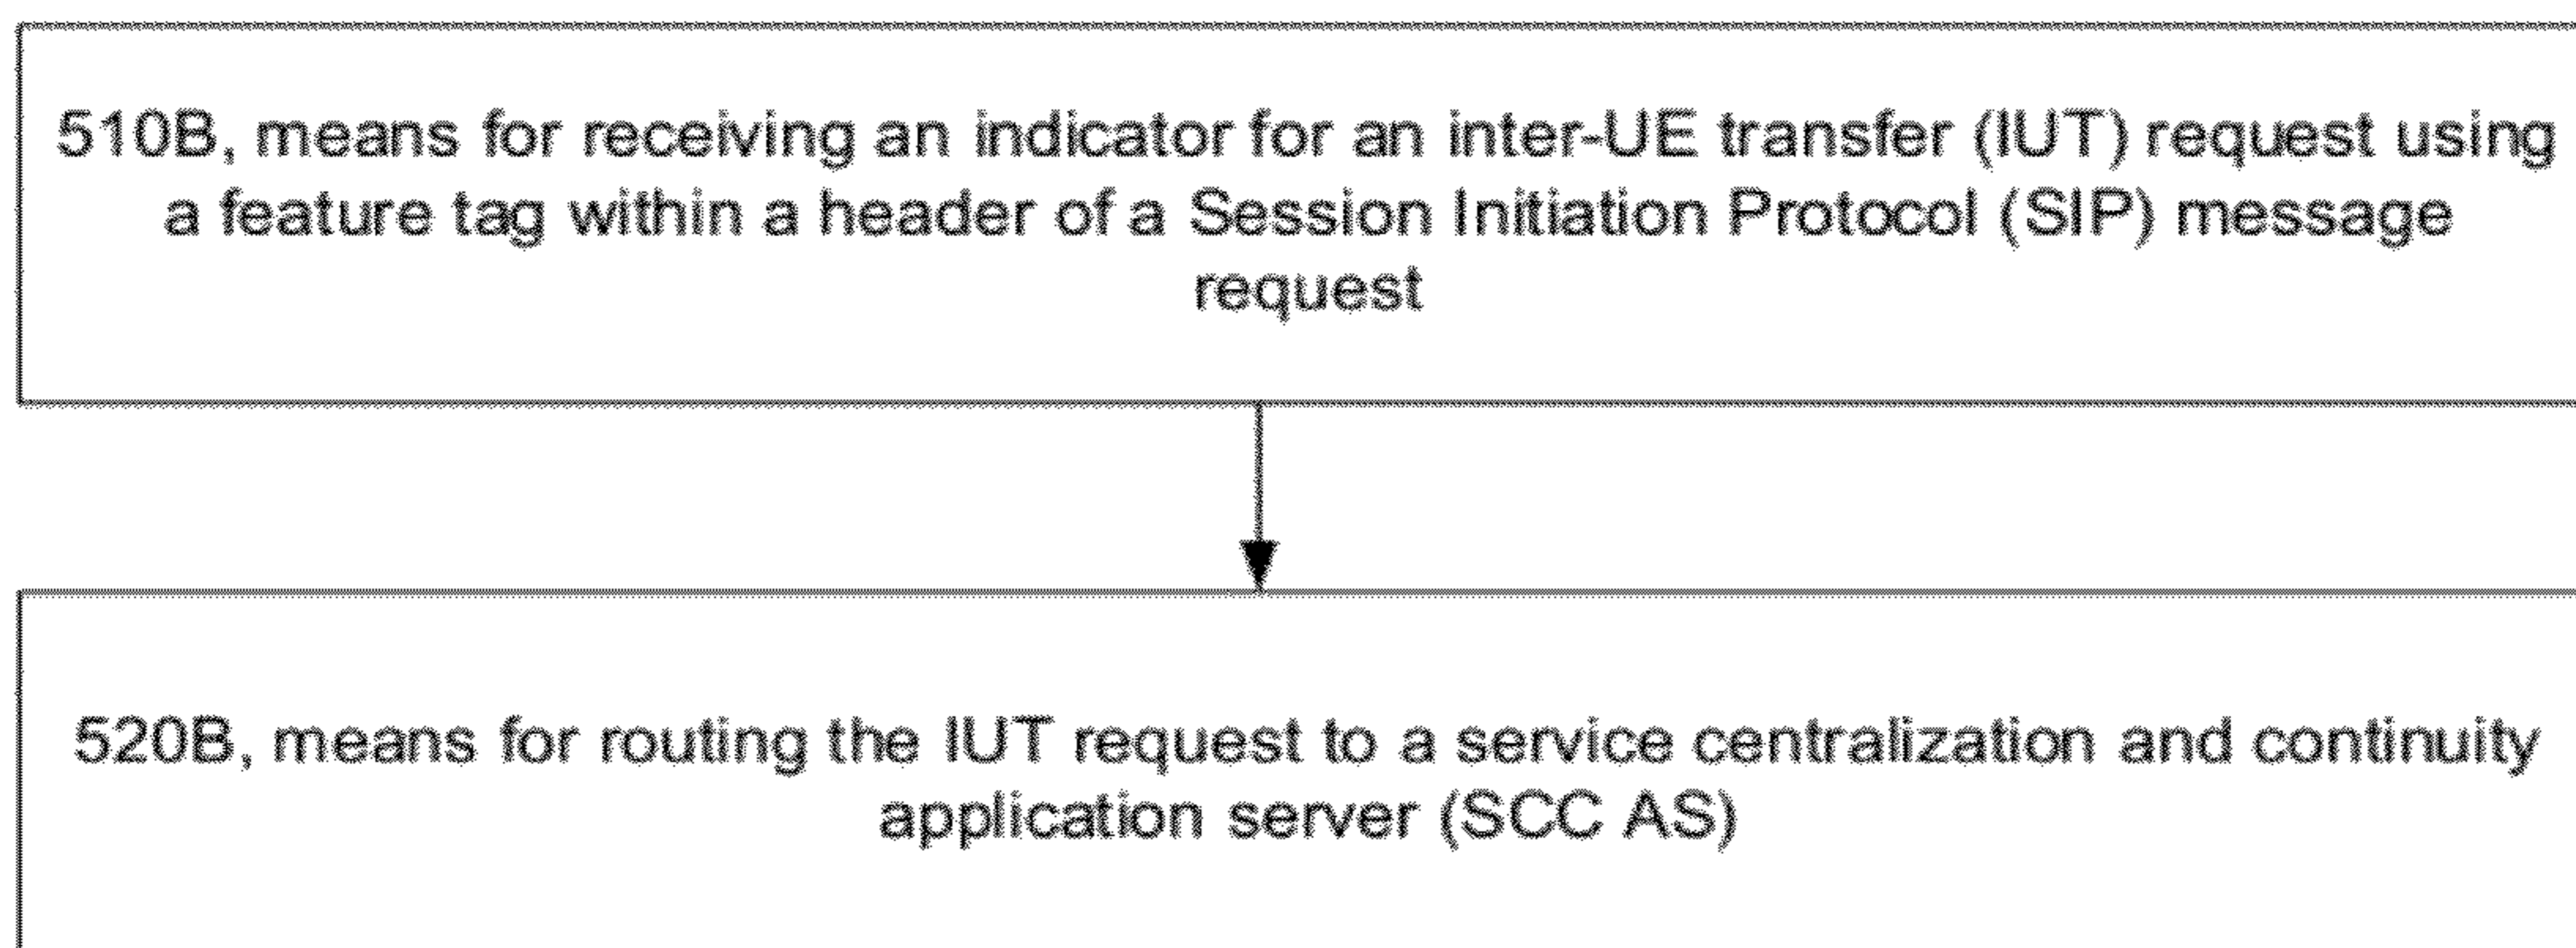 510B, means for receiving an indicator for an inter-UE transfer (IUT) request using
a feature tag within a header of a Session Initiation Protocol (SIP) message
request
520B, means for routing the IUT request to a service centralization and continuity
application server (SCC AS)